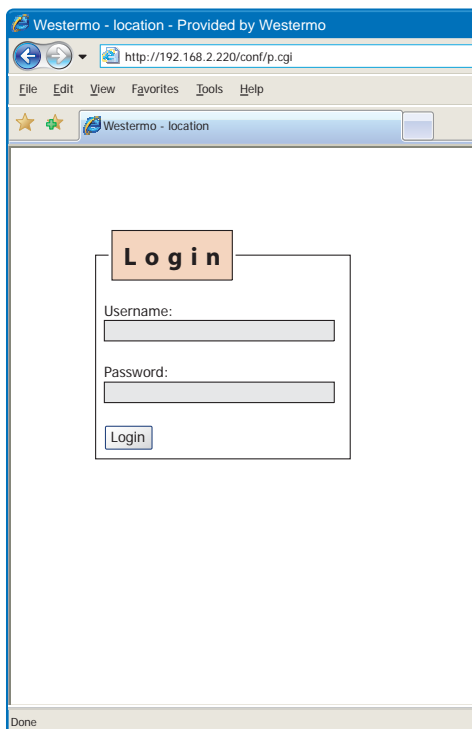 Westermo - location - Provided by Westermo
http://192.168.2.220/conf/p.cgi
File Edit View Favorites Tools Help
Westermo - location
Login
Username:
Password:
Login
Done